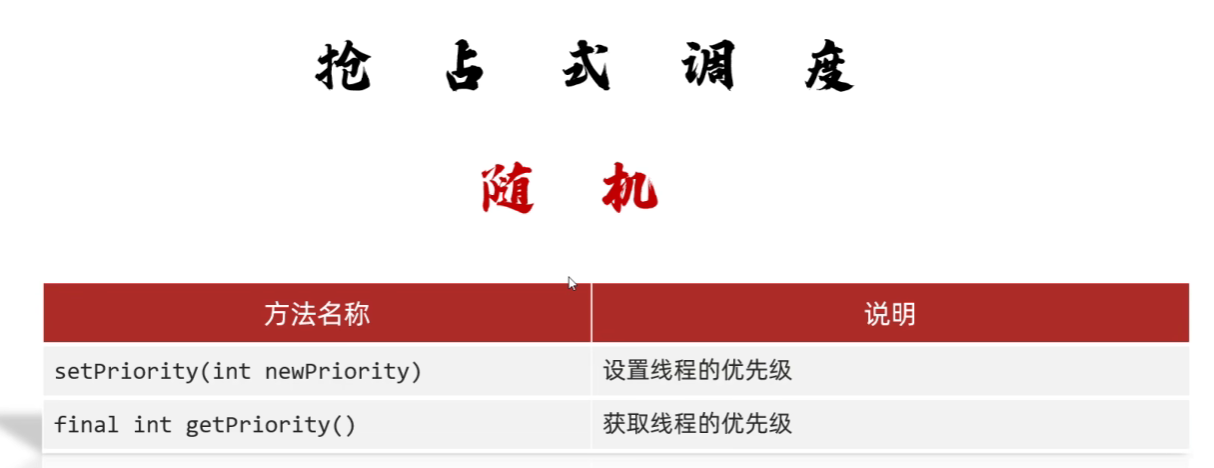 抢占式调度
随机
方法名称 说明
setPriority(int newPriority) 设置线程的优先级
final int getPriority() 获取线程的优先级